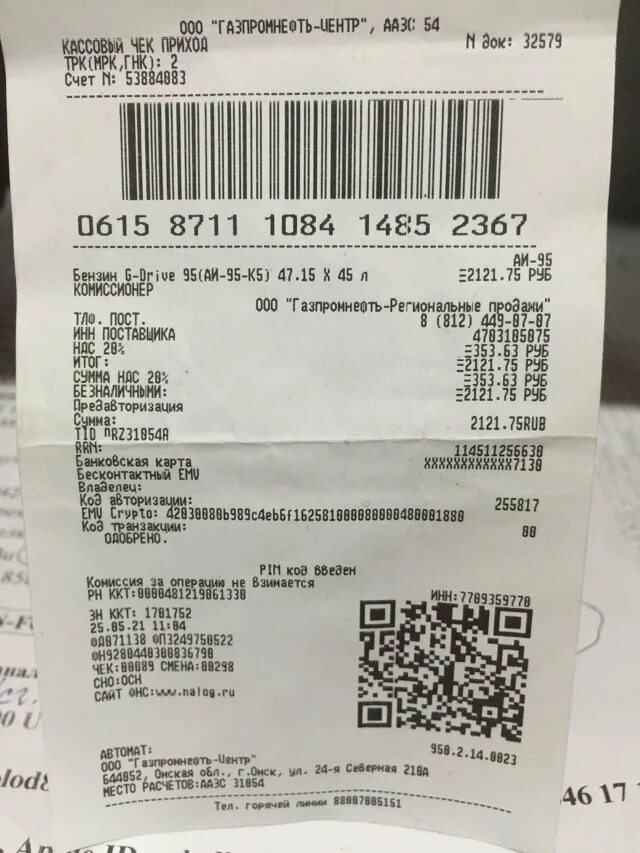 ООО "ГАЗПРОМНЕФТЬ-ЦЕНТР", ААЗС 54
КАССОВЫЙ ЧЕК ПРИХОД
N док: 32579
ТРК(МРК,ГНК): 2
Счет N: 53884083
0615 8711 1084 1485 2367
АИ-95
Бензин G-Drive 95(АИ-95-К5) 47.15 X 45 л
≡2121.75 РУБ
КОМИССИОНЕР
ООО "Газпромнефть-Региональные продажи"
ТЛФ. ПОСТ.
8 (812) 449-07-07
ИНН ПОСТАВЩИКА
4703105075
НДС 20%
≡353.63 РУБ
ИТОГ:
≡2121.75 РУБ
СУММА НДС 20%
≡353.63 РУБ
БЕЗНАЛИЧНЫМИ:
≡2121.75 РУБ
Предавторизация
Сумма:
2121.75RUB
TID ПRZ31054A
RRN:
114511256638
Банковская карта
XXXXXXXXXXXX7130
Бесконтактный EMV
Владелец:
Код авторизации:
255817
EMV Crypto:
Код транзакции:
00
ОДОБРЕНО.
PIN код введен
Комиссия за операцию не взимается
РН ККТ:0000481219061330
ИНН:7709359770
ЗН ККТ: 1701752
25.05.21 11:04
ЧЕК:00089 СМЕНА:00298
СНО:ОСН
САЙТ ФНС:www.nalog.ru
950.2.14.0023
АВТОМАТ:
ООО "Газпромнефть-Центр"
644052, Омская обл., г.Омск, ул. 24-я Северная 210А
МЕСТО РАСЧЕТОВ:ААЗС 31054
Тел. горячей линии 88007005151
46 17